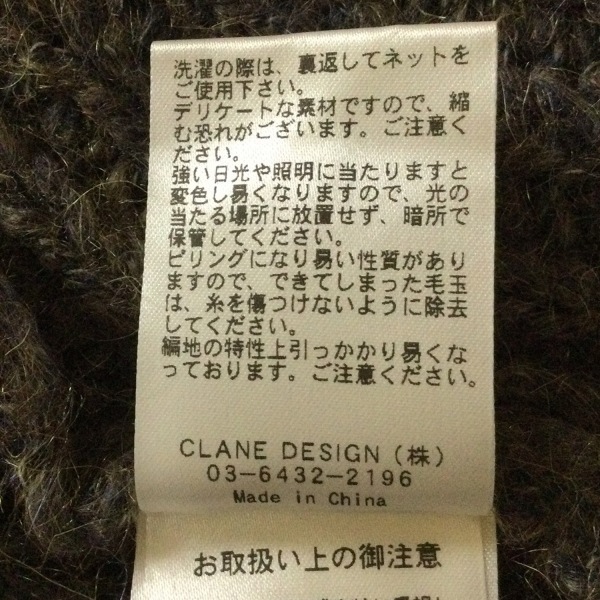 洗濯の際は、裏返してネットを
ご使用下さい。
デリケートな素材ですので、縮
む恐れがございます。ご注意く
ださい。
強い日光や照明に当たりますと
変色し易くなりますので、光の
当たる場所に放置せず、暗所で
保管してください。
ピリングになり易い性質があり
ますので、できてしまった毛玉
は、糸を傷つけないように除去
してください。
編地の特性上引っかかり易くな
っております。ご注意ください。
CLANE DESIGN（株）
03-6432-2196
Made in China
お取扱い上の御注意